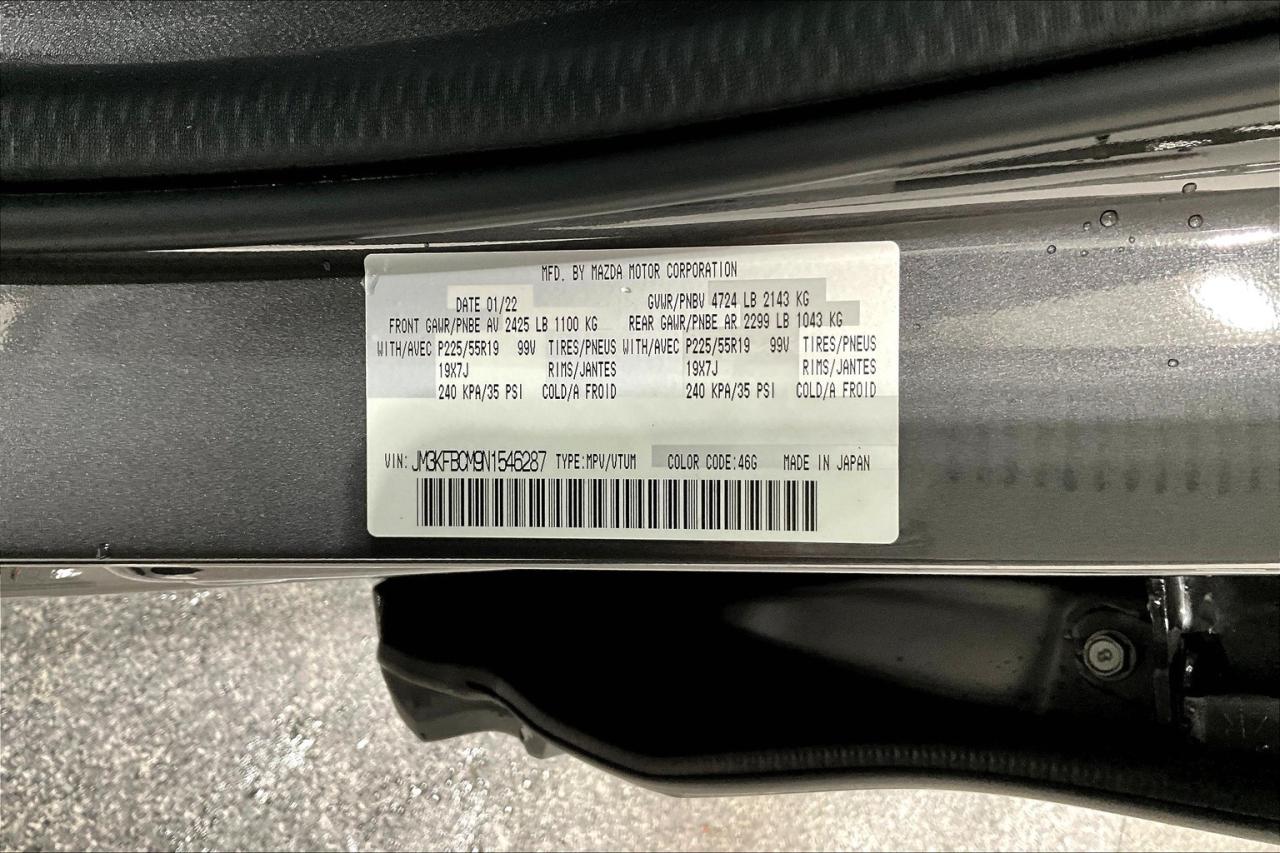 MFD. BY MAZDA MOTOR CORPORATION
DATE 01/22 GVWR/PNBV 4724 LB 2143 KG
FRONT GAWR/PNBE AV 2425 LB 1100 KG REAR GAWR/PNBE AR 2299 LB 1043 KG
WITH/AVEC P225/55R19 99V TIRES/PNEUS WITH/AVEC P225/55R19 99V TIRES/PNEUS
19X7J RIMS/JANTES 19X7J RIMS/JANTES
240 KPA/35 PSI COLD/A FROID 240 KPA/35 PSI COLD/A FROID
VIN: JM3KFBCM9N1546287 TYPE:MPV/VTUM COLOR CODE:46G MADE IN JAPAN
8